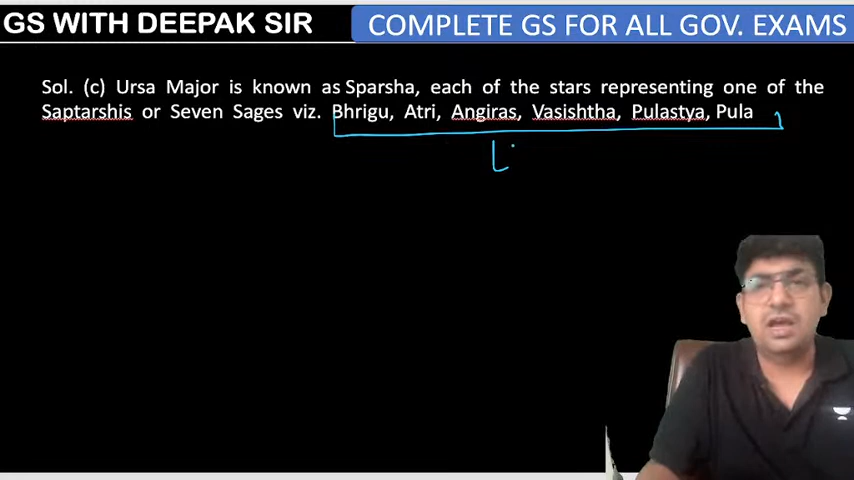 GS WITH DEEPAK SIR
COMPLETE GS FOR ALL GOV. EXAMS
Sol. (c) Ursa Major is known as Sparsha, each of the stars representing one of the
Saptarshis or Seven Sages viz. Bhrigu, Atri, Angiras, Vasishtha, Pulastya, Pula